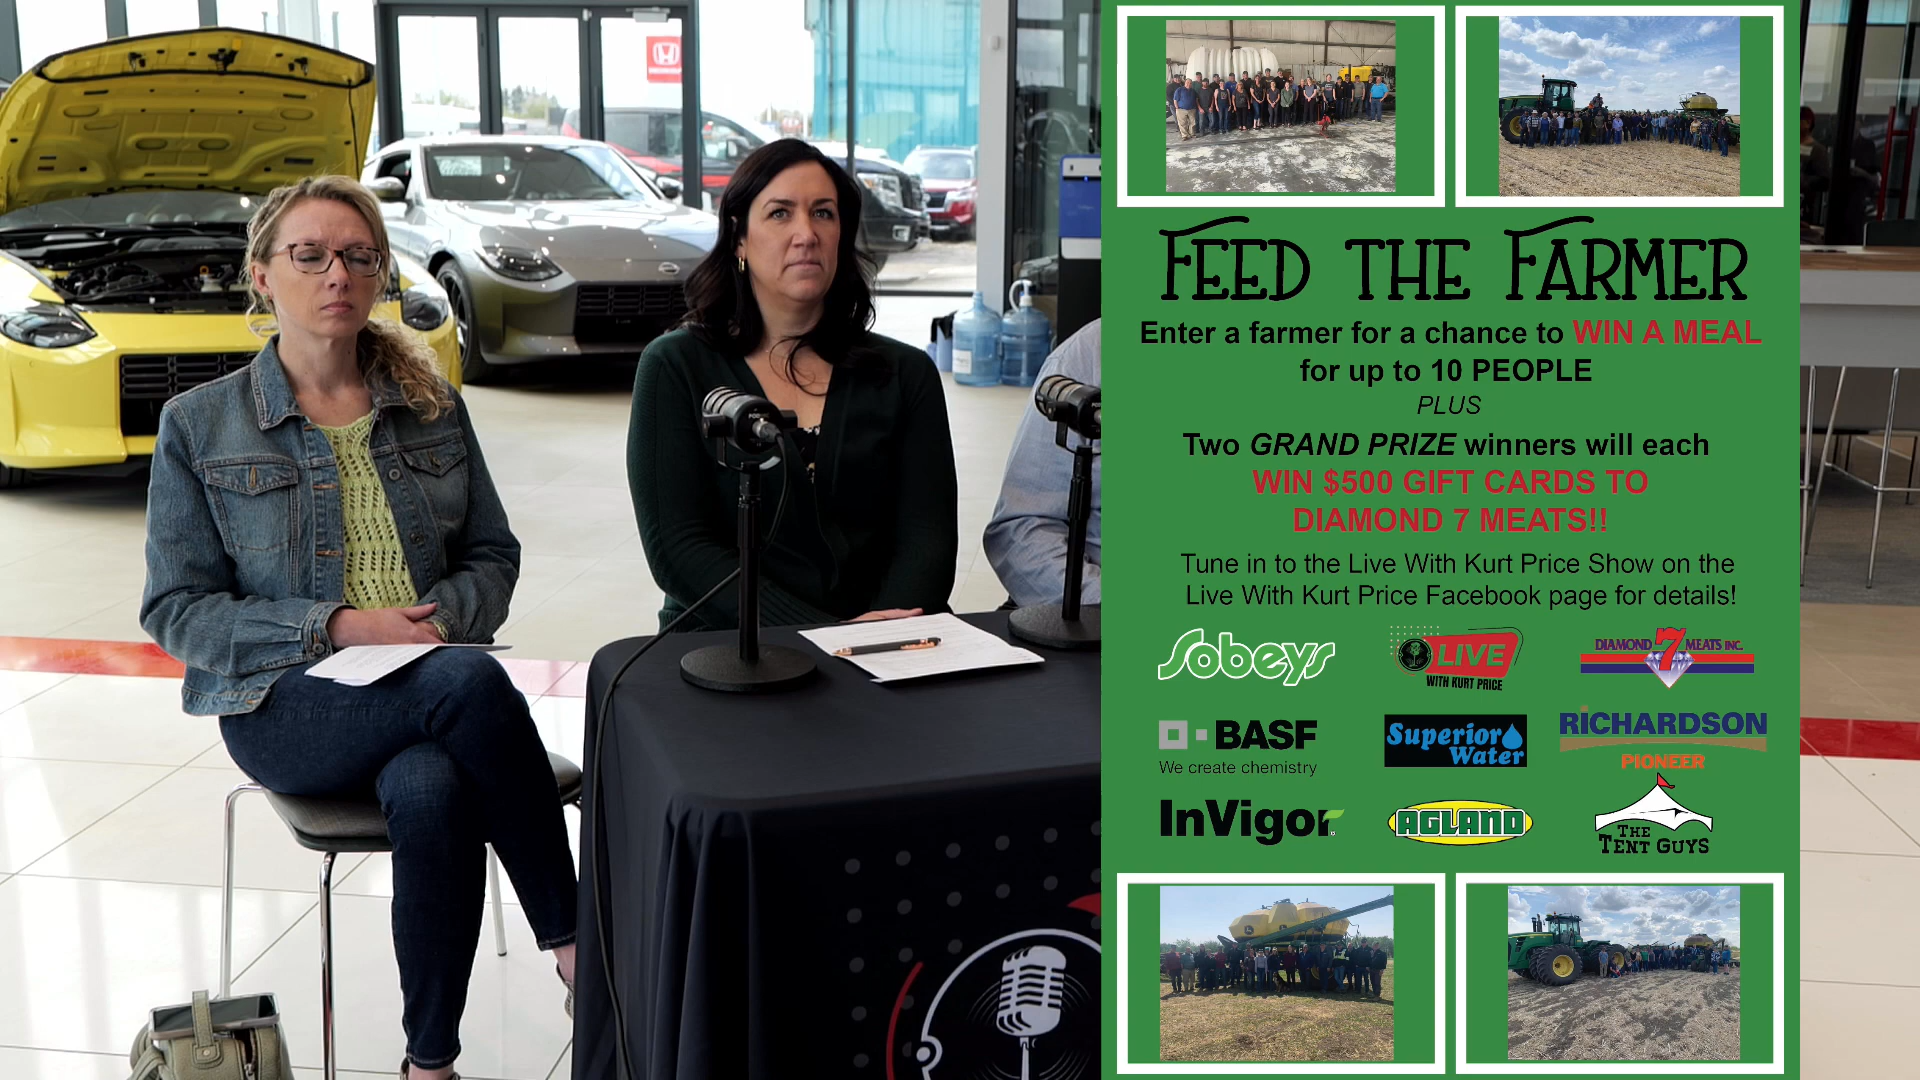 FEED THE FARMER
Enter a farmer for a chance to WIN A MEAL
for up to 10 PEOPLE
PLUS
Two GRAND PRIZE winners will each
WIN $500 GIFT CARDS TO
DIAMOND 7 MEATS!!
Tune in to the Live With Kurt Price Show on the
Live With Kurt Price Facebook page for details!
Sobeys
LIVE
WITH KURT PRICE
DIAMOND 7 MEATS INC.
BASF
We create chemistry
Superior
Water
RICHARDSON
PIONEER
InVigor
AGLAND
THE
TENT GUYS